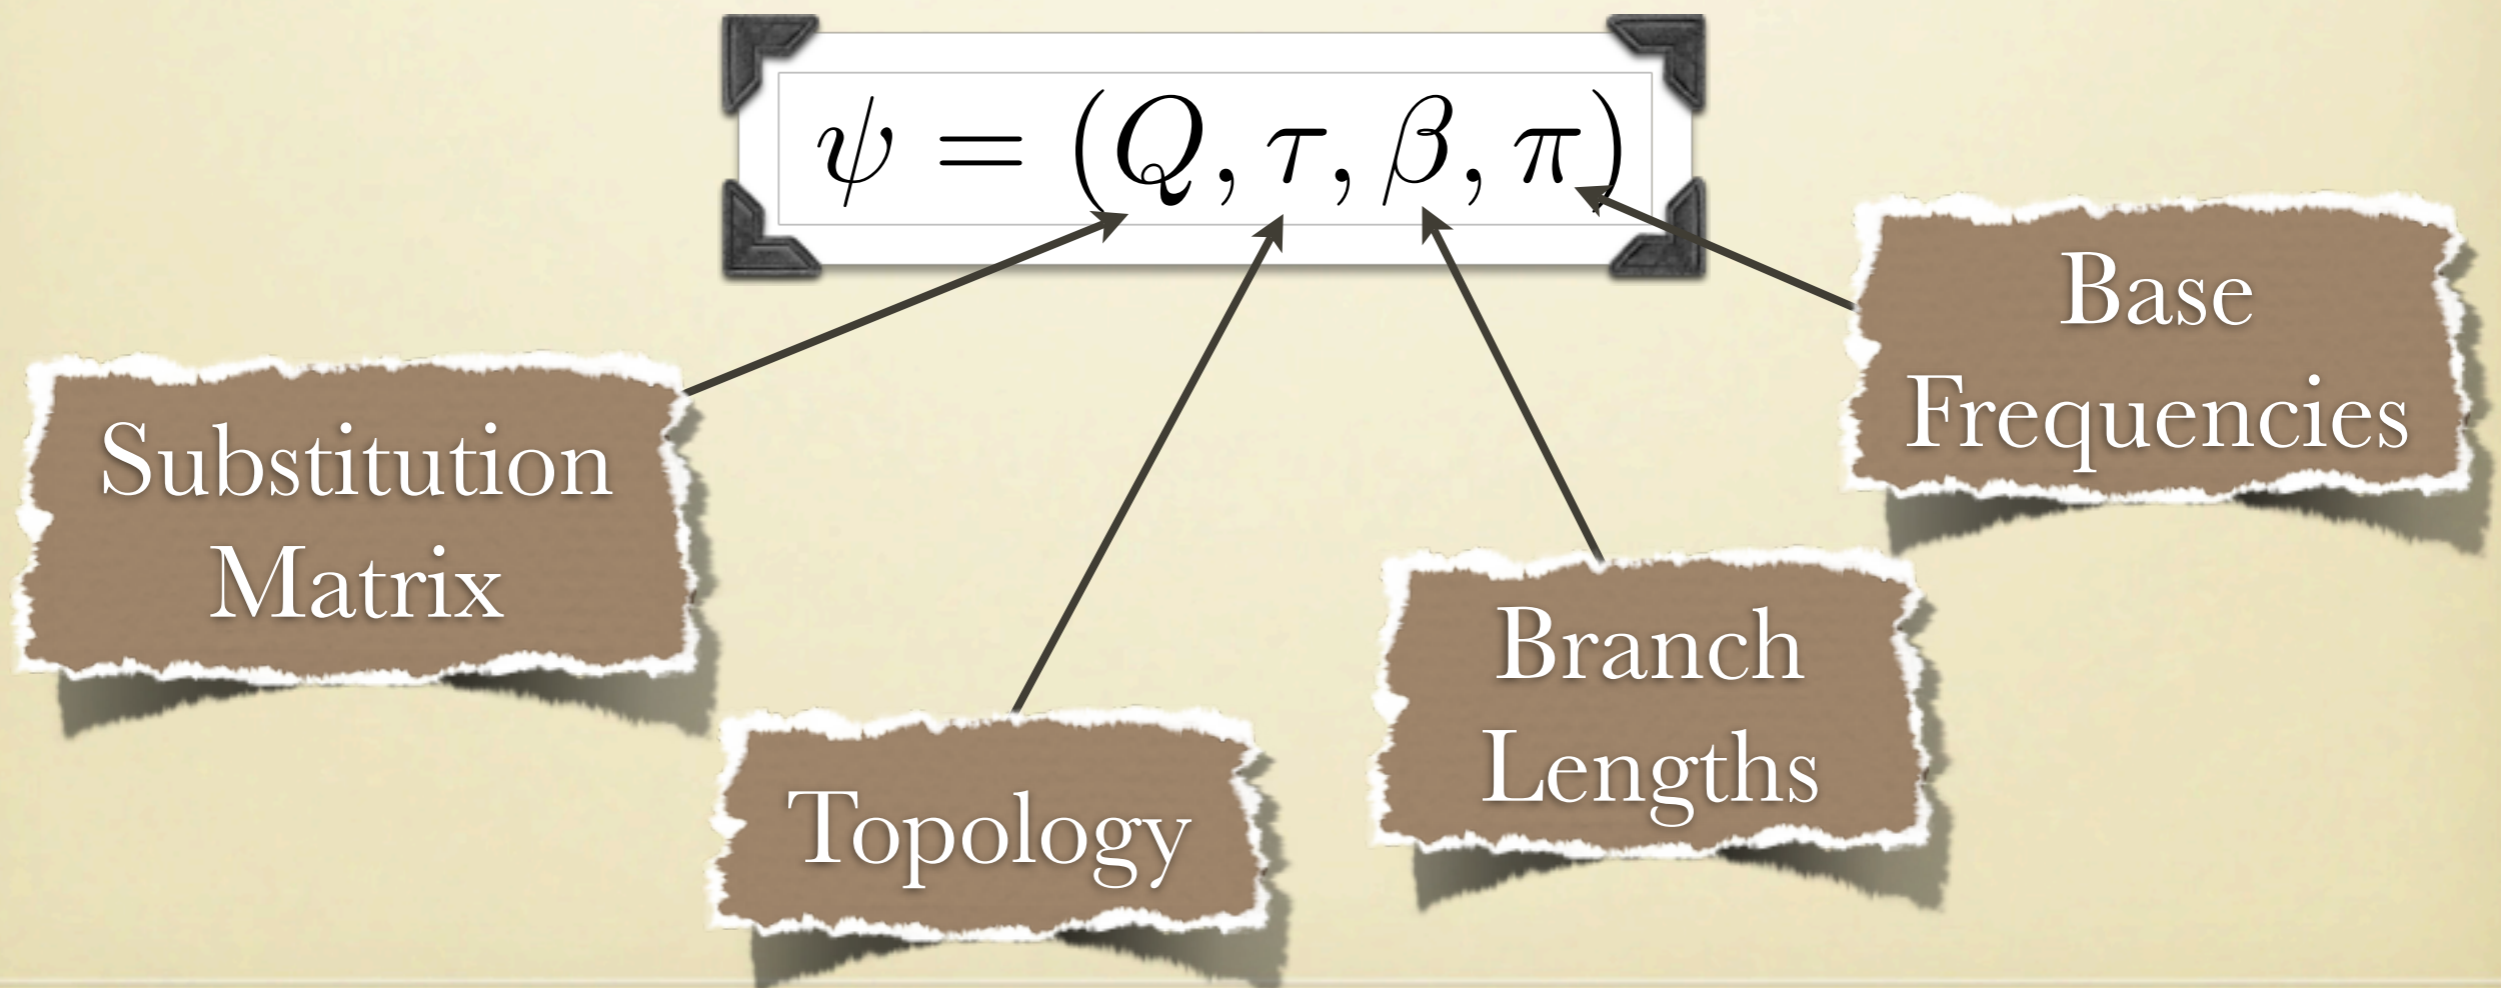 ψ = (Q, τ, β, π)
Base
Frequencies
Substitution
Matrix
Branch
Lengths
Topology